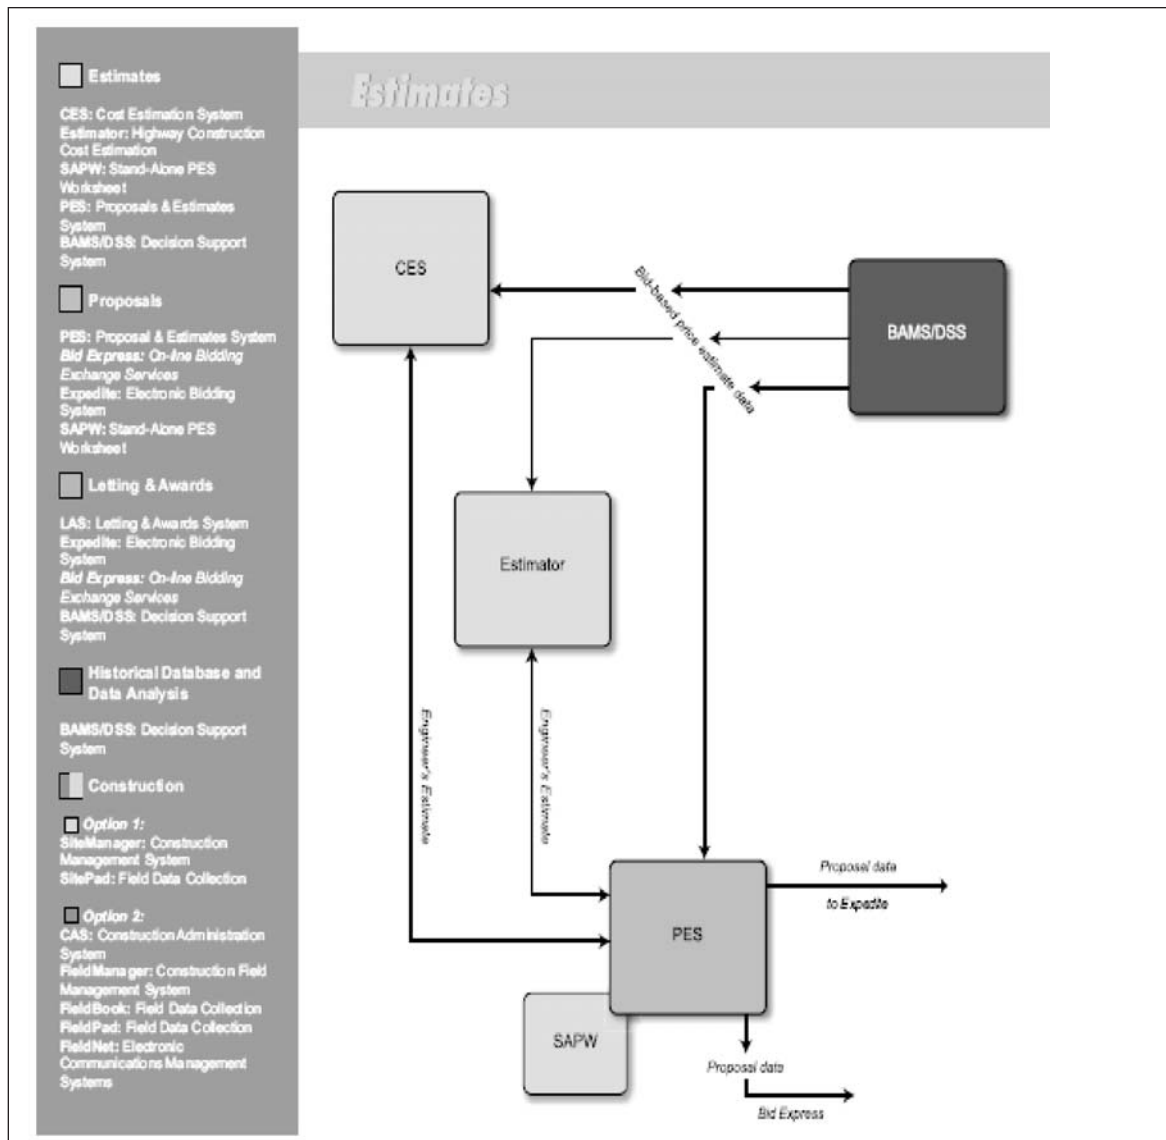 Estimates
CES: Cost Estimation System
Estimator: Highway Construction
Cost Estimation
SAPW: Stand-Alone PES
Worksheet
PES: Proposals & Estimates
System
BAMS/DSS: Decision Support
System
Proposals
PES: Proposal & Estimates System
Bid Express: On-line Bidding
Exchange Services
Expedite: Electronic Bidding
System
SAPW: Stand-Alone PES
Worksheet
Letting & Awards
LAS: Letting & Awards System
Expedite: Electronic Bidding
System
Bid Express: On-line Bidding
Exchange Services
BAMS/DSS: Decision Support
System
Historical Database and
Data Analysis
BAMS/DSS: Decision Support
System
Construction
Option 1:
SiteManager: Construction
Management System
SitePad: Field Data Collection
Option 2:
CAS: Construction Administration
System
FieldManager: Construction Field
Management System
FieldBook: Field Data Collection
FieldPad: Field Data Collection
FieldNet: Electronic
Communications Management
Systems
Estimates
CES
BAMS/DSS
Bid-based price estimate data
Estimator
Engineer's Estimate
Engineer's Estimate
PES
Proposal data
to Expedite
SAPW
Proposal data
Bid Express